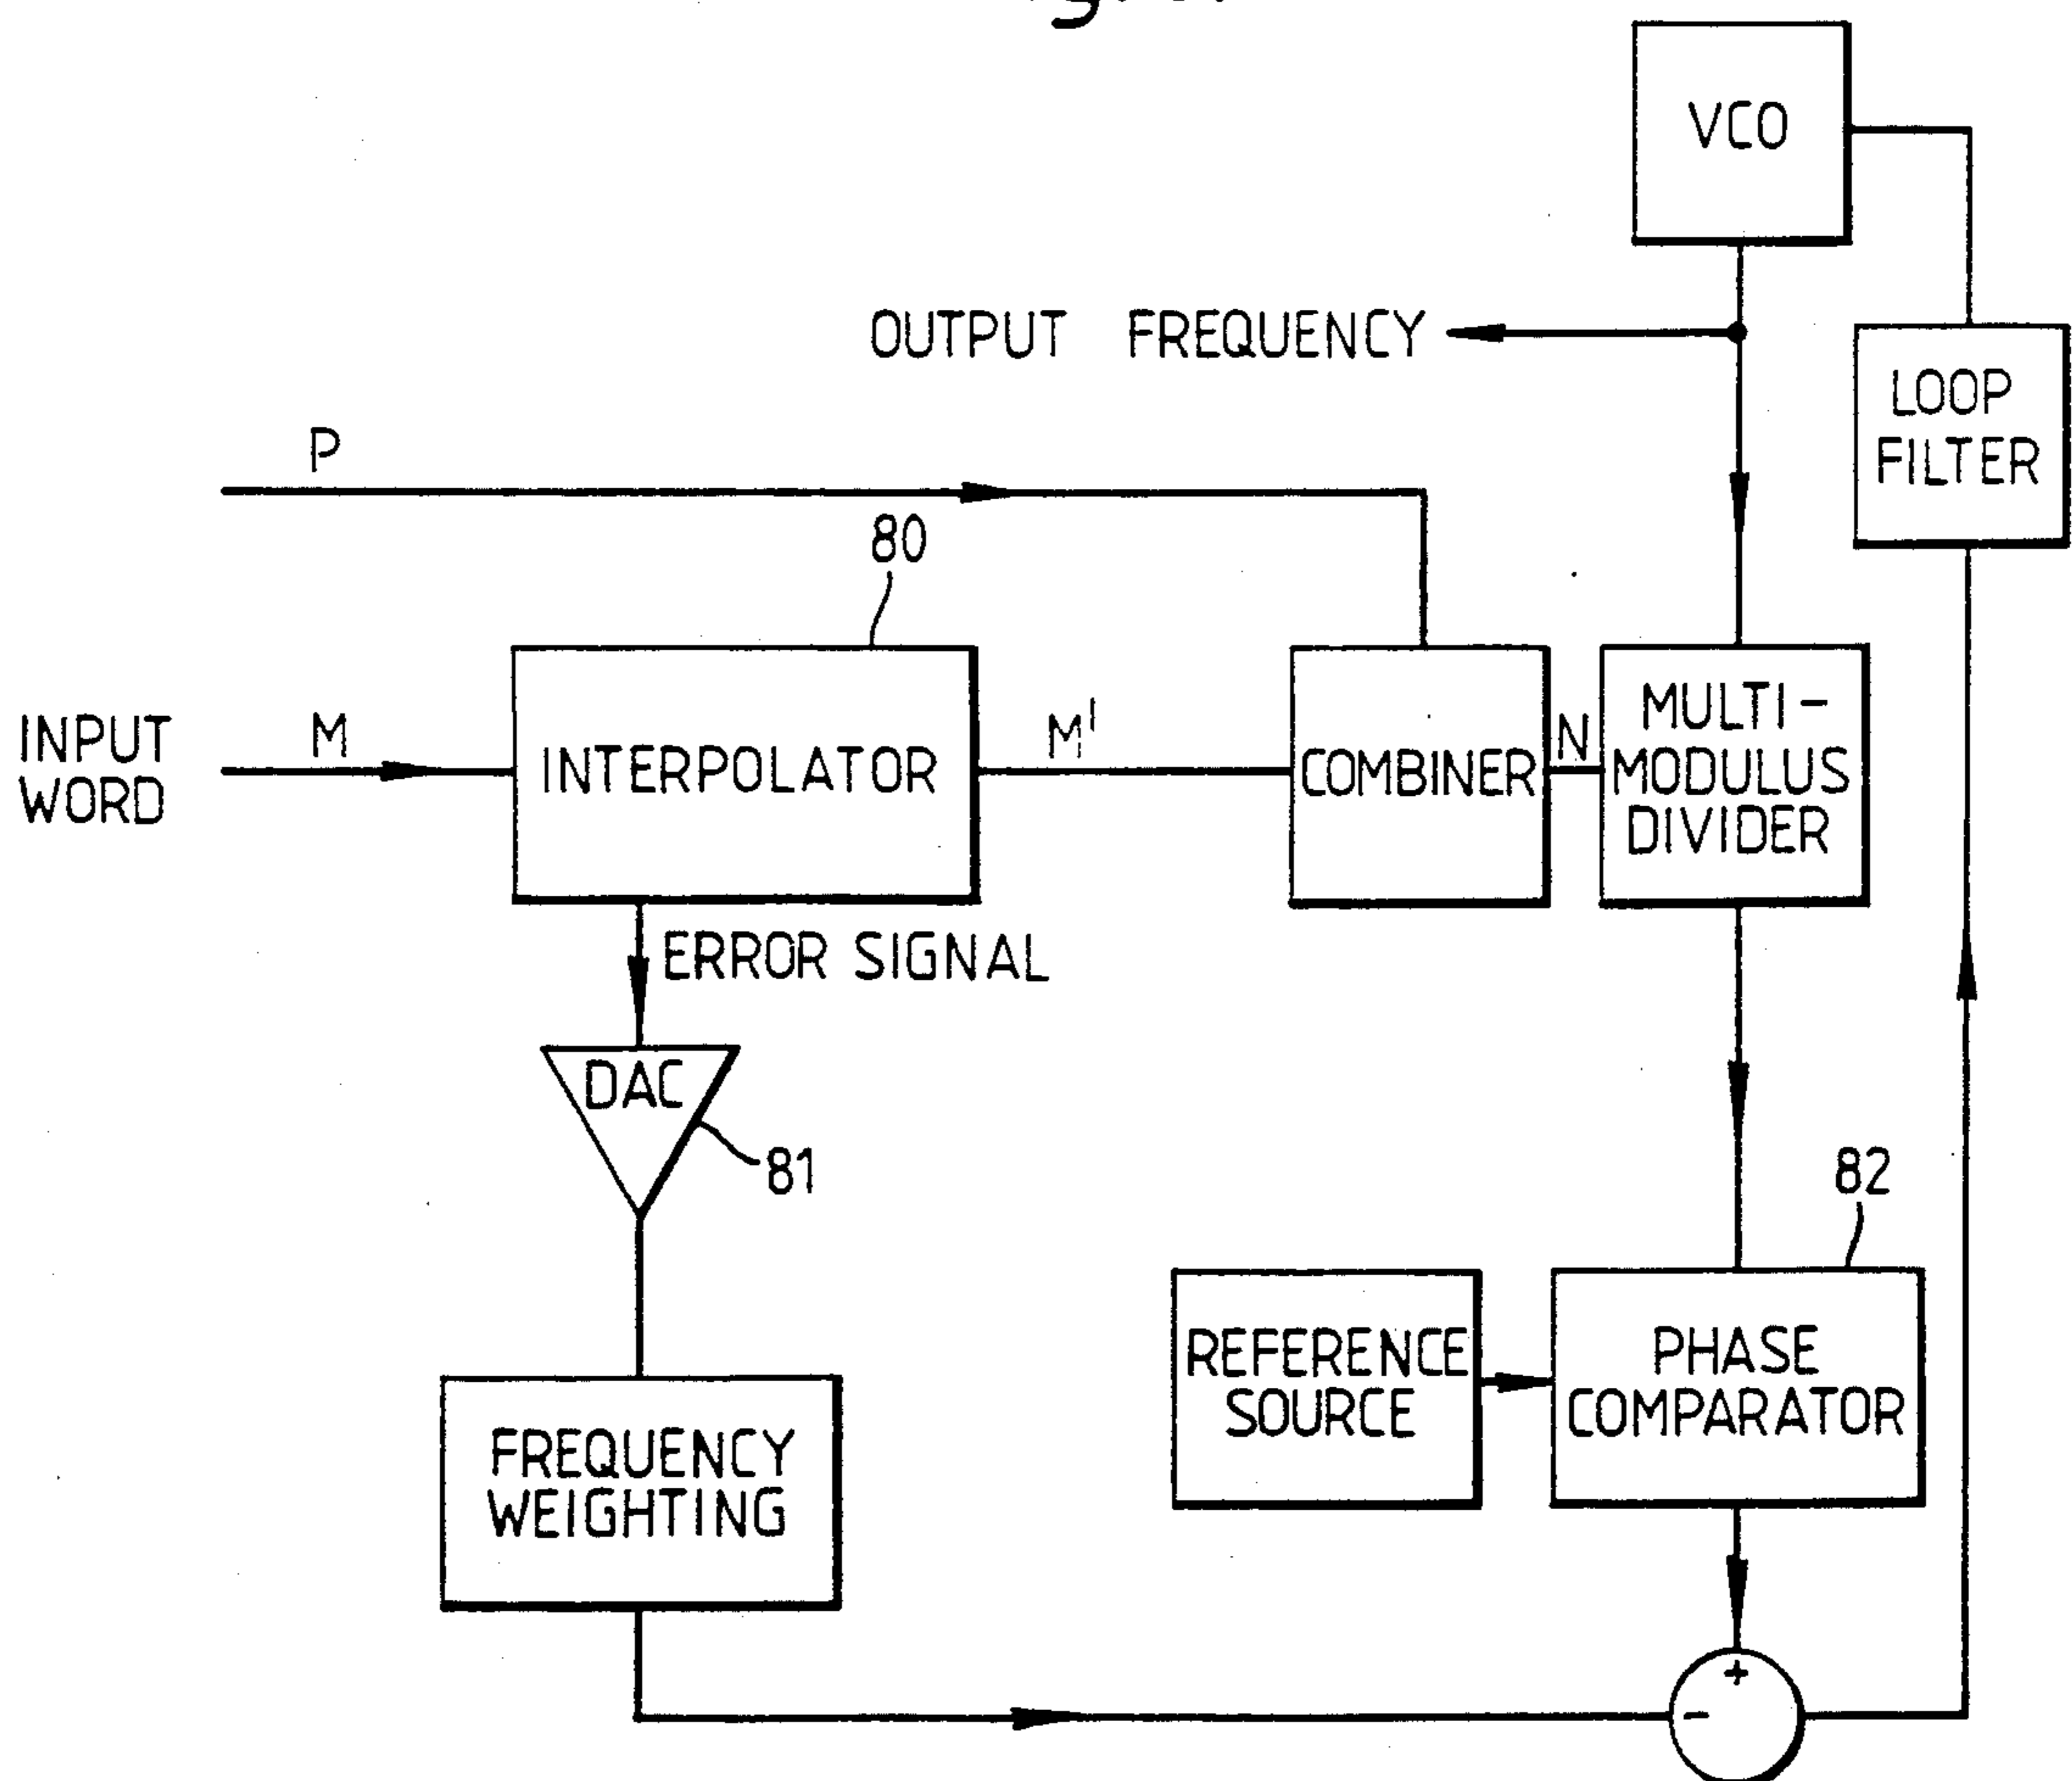 VCO
OUTPUT FREQUENCY
LOOP
FILTER
P
80
INPUT
WORD
M
INTERPOLATOR
M'
COMBINER
N
MULTI-
MODULUS
DIVIDER
ERROR SIGNAL
DAC
81
82
REFERENCE
SOURCE
PHASE
COMPARATOR
FREQUENCY
WEIGHTING
+
-